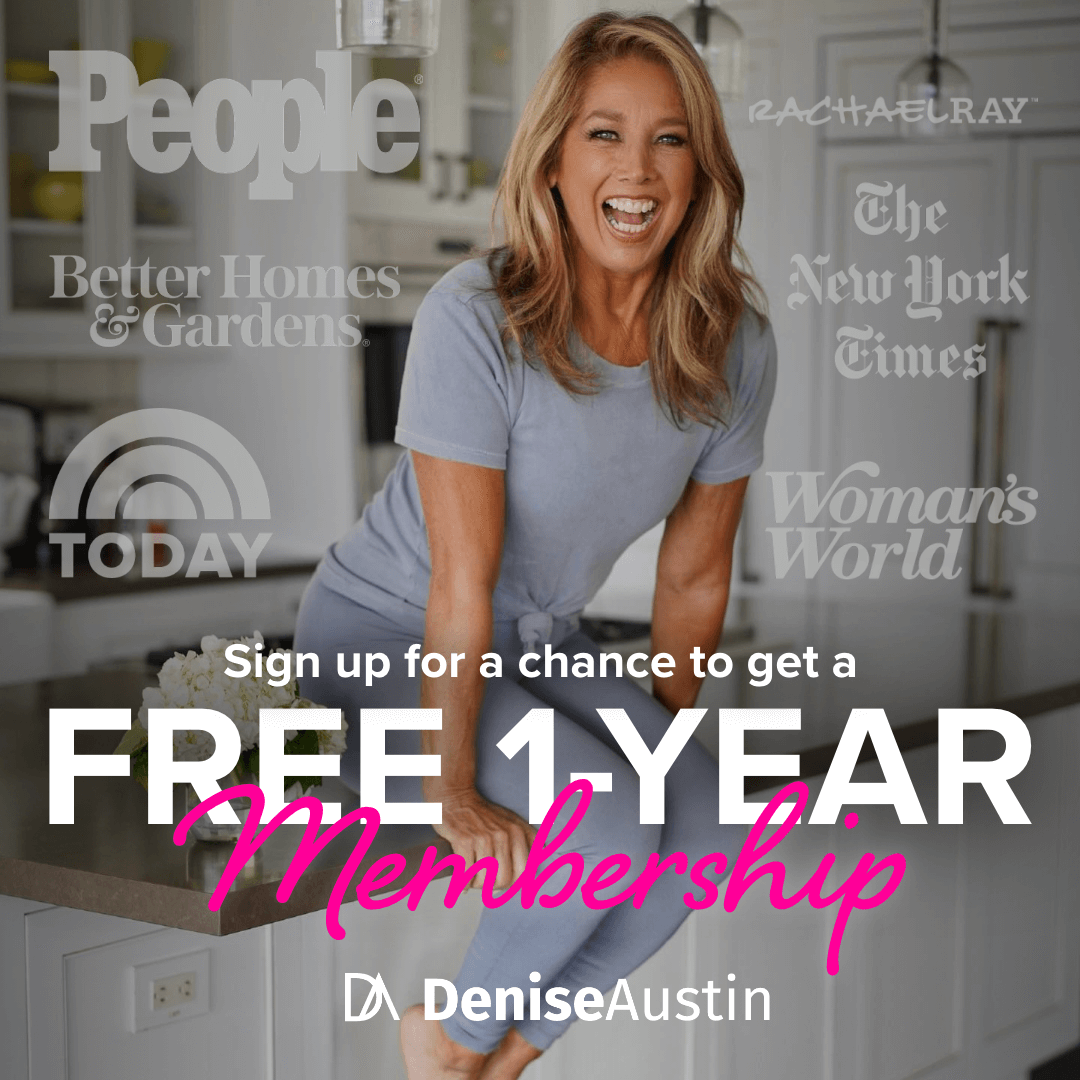 People®
RACHAELRAY™
The
New York
Times
Better Homes
& Gardens®
TODAY
Woman's
World
Sign up for a chance to get a
FREE 1-YEAR
Membership
DA DeniseAustin